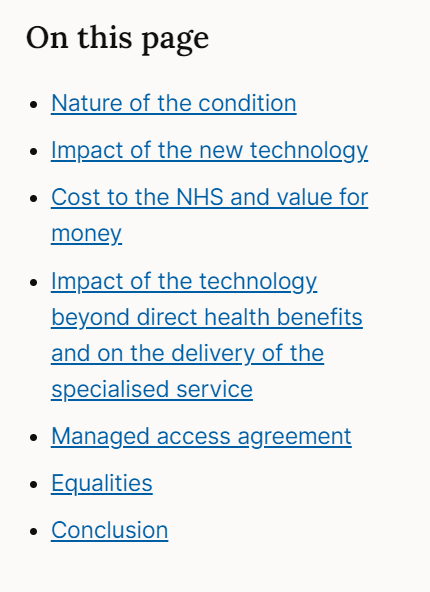 On this page
Nature of the condition
Impact of the new technology
Cost to the NHS and value for
money
Impact of the technology
beyond direct health benefits
and on the delivery of the
specialised service
Managed access agreement
Equalities
Conclusion